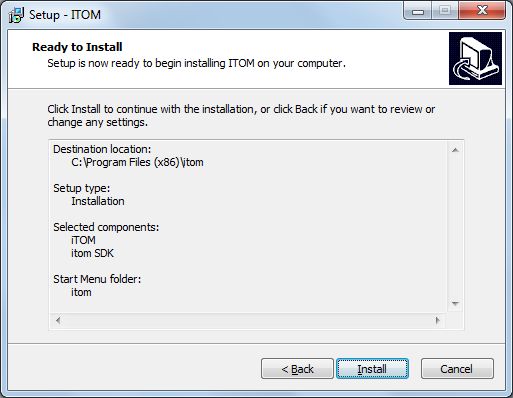 Setup - ITOM
Ready to Install
Setup is now ready to begin installing ITOM on your computer.
Click Install to continue with the installation, or click Back if you want to review or
change any settings.
Destination location:
C:\Program Files (x86)\itom
Setup type:
Installation
Selected components:
iTOM
itom SDK
Start Menu folder:
itom
< Back
Install
Cancel